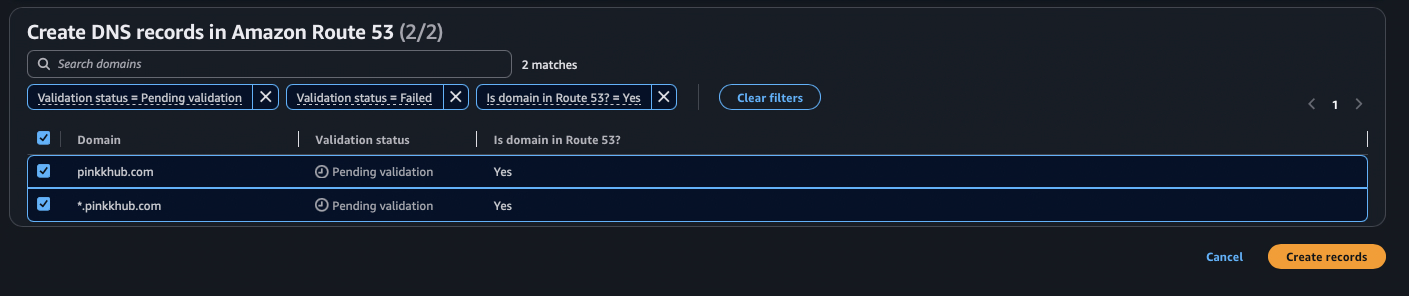 Create DNS records in Amazon Route 53 (2/2)
Search domains
2 matches
Validation status = Pending validation
Validation status = Failed
Is domain in Route 53? = Yes
Clear filters
1
Domain Validation status Is domain in Route 53?
pinkkhub.com Pending validation Yes
*.pinkkhub.com Pending validation Yes
Cancel Create records